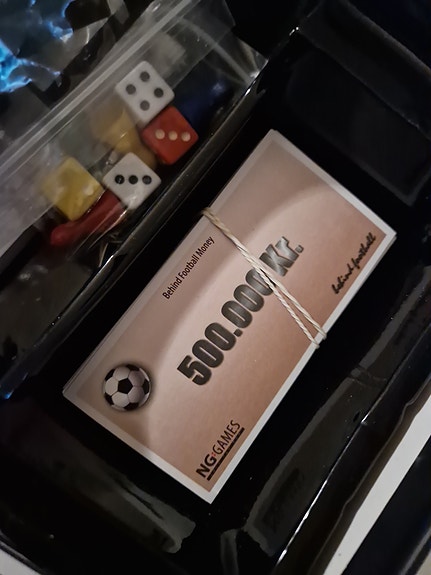 Behind Football Money
500.000 Kr.
behind football
NG GAMES